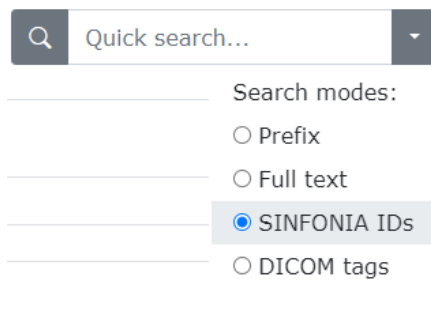 Quick search...
Search modes:
Prefix
Full text
SINFONIA IDs
DICOM tags